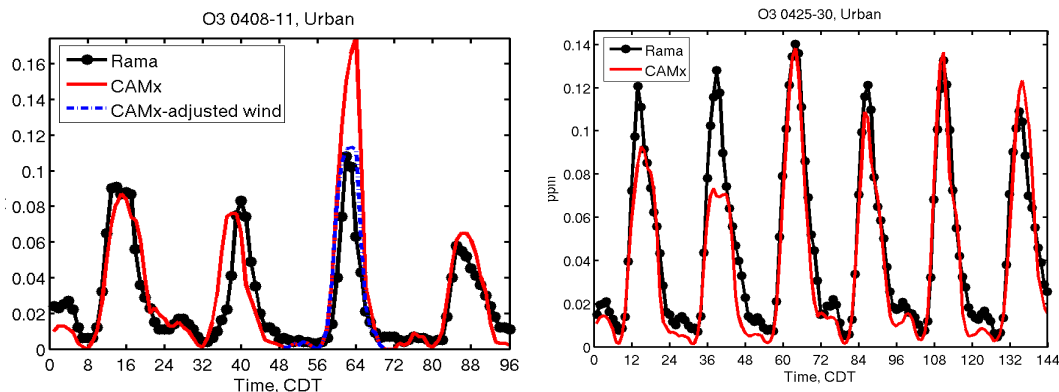 O3 0408-11, Urban
Rama
CAMx
CAMx-adjusted wind
0.16
0.14
0.12
0.1
0.08
0.06
0.04
0.02
0
0 8 16 24 32 40 48 56 64 72 80 88 96
Time, CDT
O3 0425-30, Urban
Rama
CAMx
ppm
0.14
0.12
0.1
0.08
0.06
0.04
0.02
0
0 12 24 36 48 60 72 84 96 108 120 132 144
Time, CDT